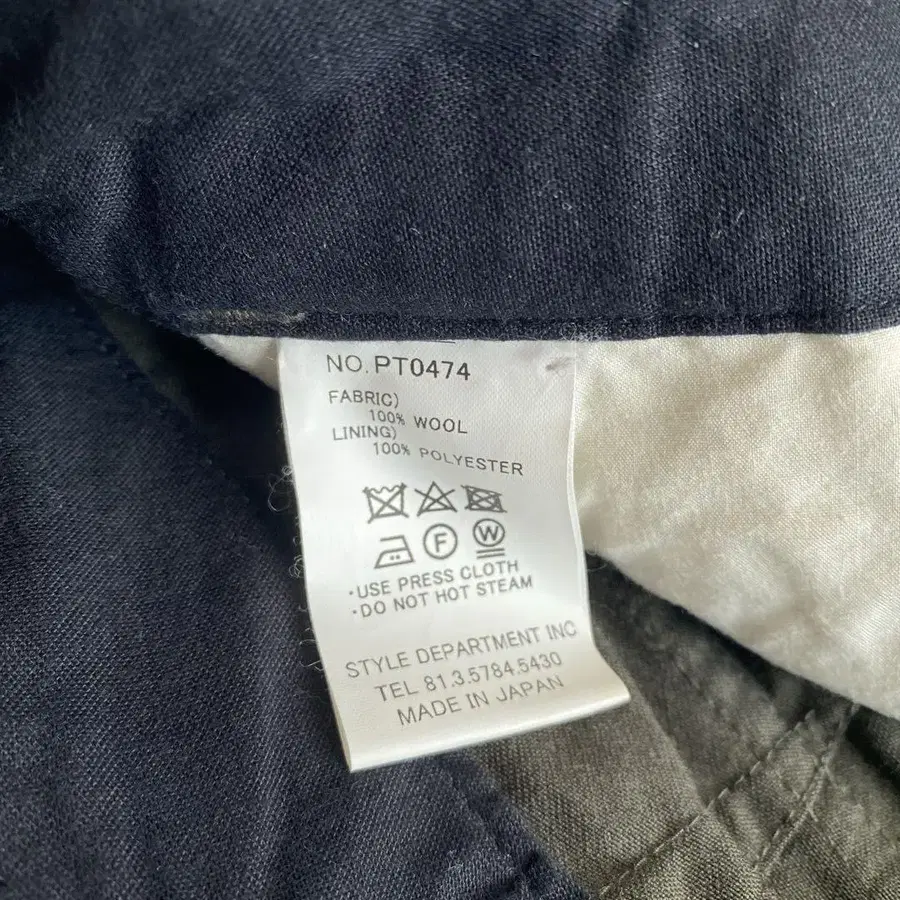 NO. PT0474
FABRIC)
100% WOOL
LINING)
100% POLYESTER
F W
・USE PRESS CLOTH
・DO NOT HOT STEAM
STYLE DEPARTMENT INC
TEL 81.3.5784.5430
MADE IN JAPAN